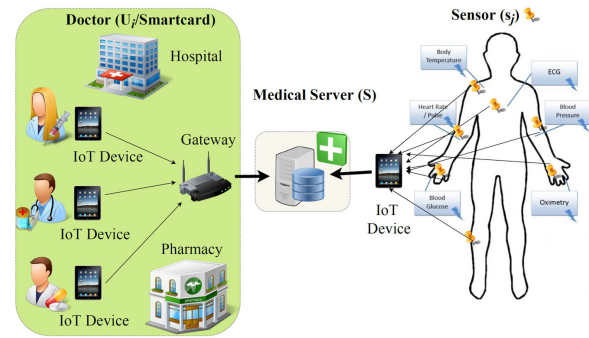 Doctor (Ui/Smartcard)
Hospital
IoT Device
Gateway
IoT Device
Pharmacy
IoT Device
Medical Server (S)
IoT
Device
Sensor (sj)
Body
Temperature
ECG
Heart Rate
/ Pulse
Blood
Pressure
Blood
Glucose
Oximetry